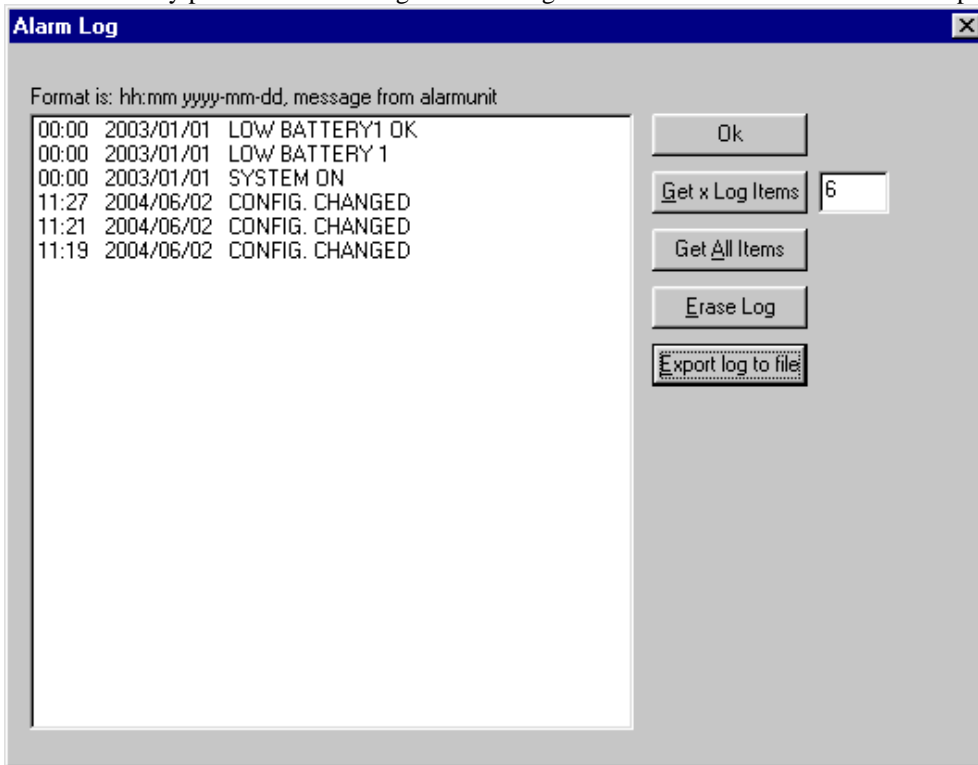 Alarm Log
Format is: hh:mm yyyy-mm-dd, message from alarmunit
00:00 2003/01/01 LOW BATTERY1 OK
00:00 2003/01/01 LOW BATTERY 1
00:00 2003/01/01 SYSTEM ON
11:27 2004/06/02 CONFIG. CHANGED
11:21 2004/06/02 CONFIG. CHANGED
11:19 2004/06/02 CONFIG. CHANGED
Ok
Get x Log Items 6
Get All Items
Erase Log
Export log to file